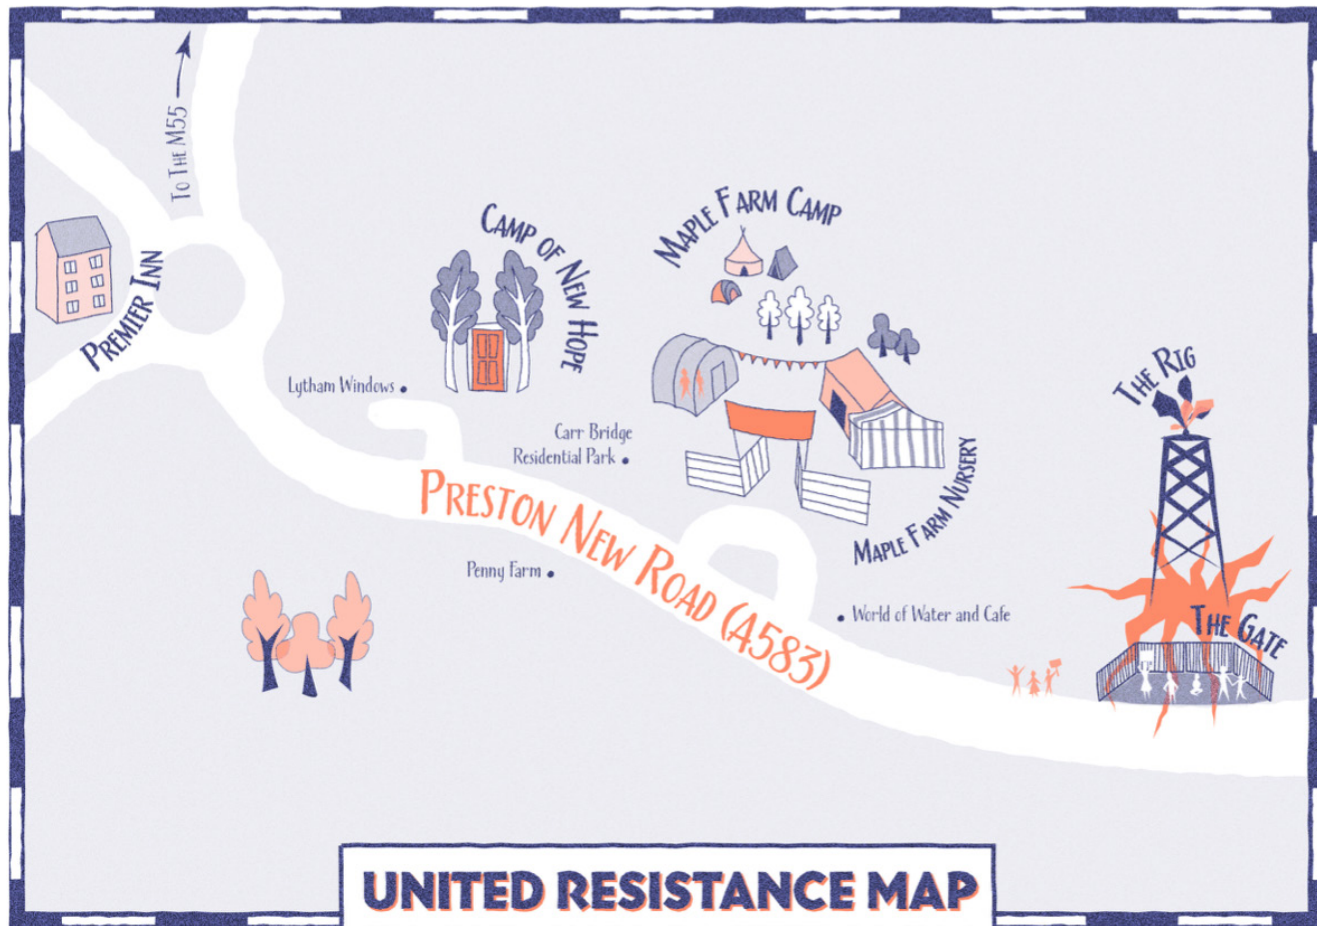 To The M55
Premier Inn
Camp of New Hope
Maple Farm Camp
Lytham Windows
Carr Bridge
Residential Park
Maple Farm Nursery
The Rig
Preston New Road (A583)
Penny Farm
World of Water and Cafe
The Gate
UNITED RESISTANCE MAP